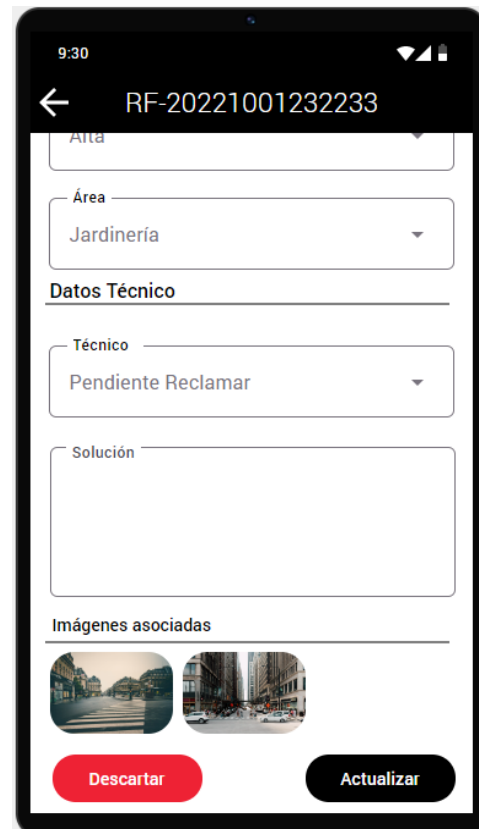 9:30
RF-20221001232233
Alta
Área
Jardinería
Datos Técnico
Técnico
Pendiente Reclamar
Solución
Imágenes asociadas
Descartar
Actualizar